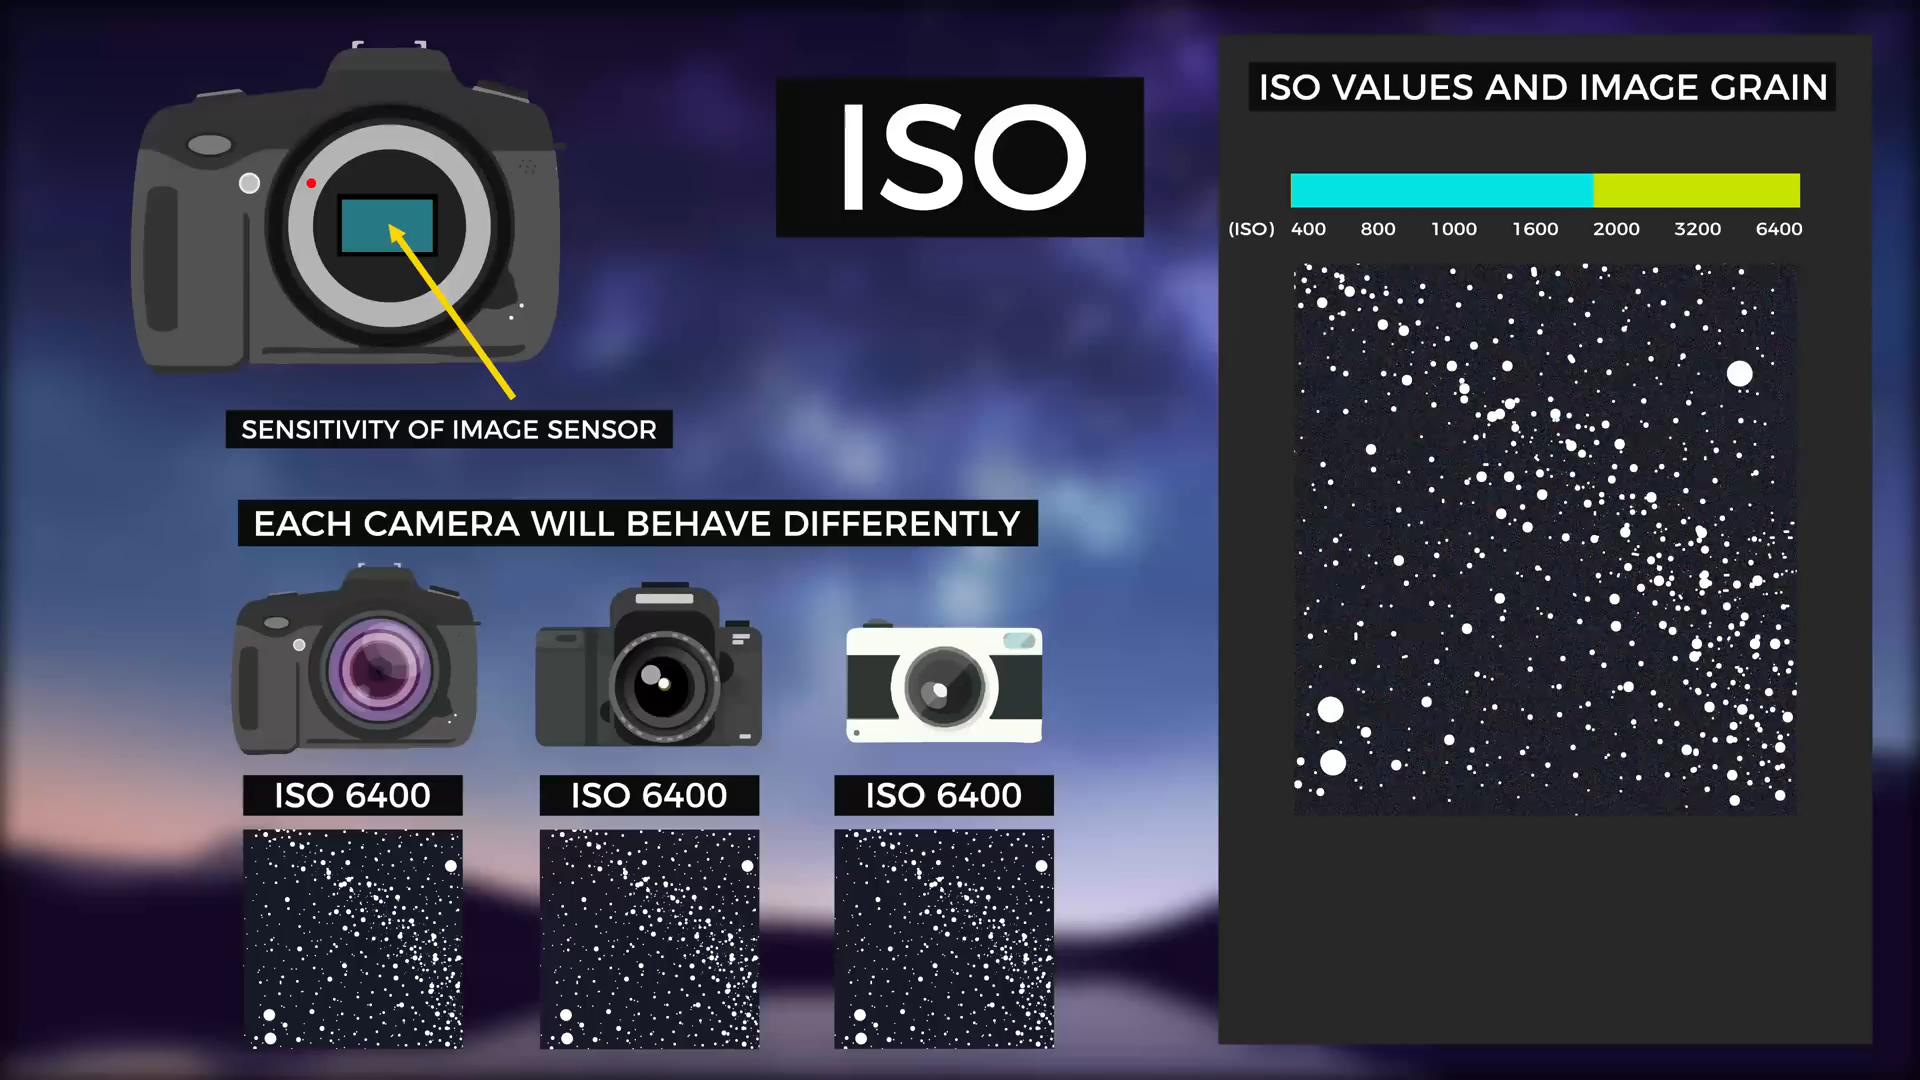 ISO
SENSITIVITY OF IMAGE SENSOR
EACH CAMERA WILL BEHAVE DIFFERENTLY
ISO 6400
ISO 6400
ISO 6400
ISO VALUES AND IMAGE GRAIN
(ISO) 400 800 1000 1600 2000 3200 6400